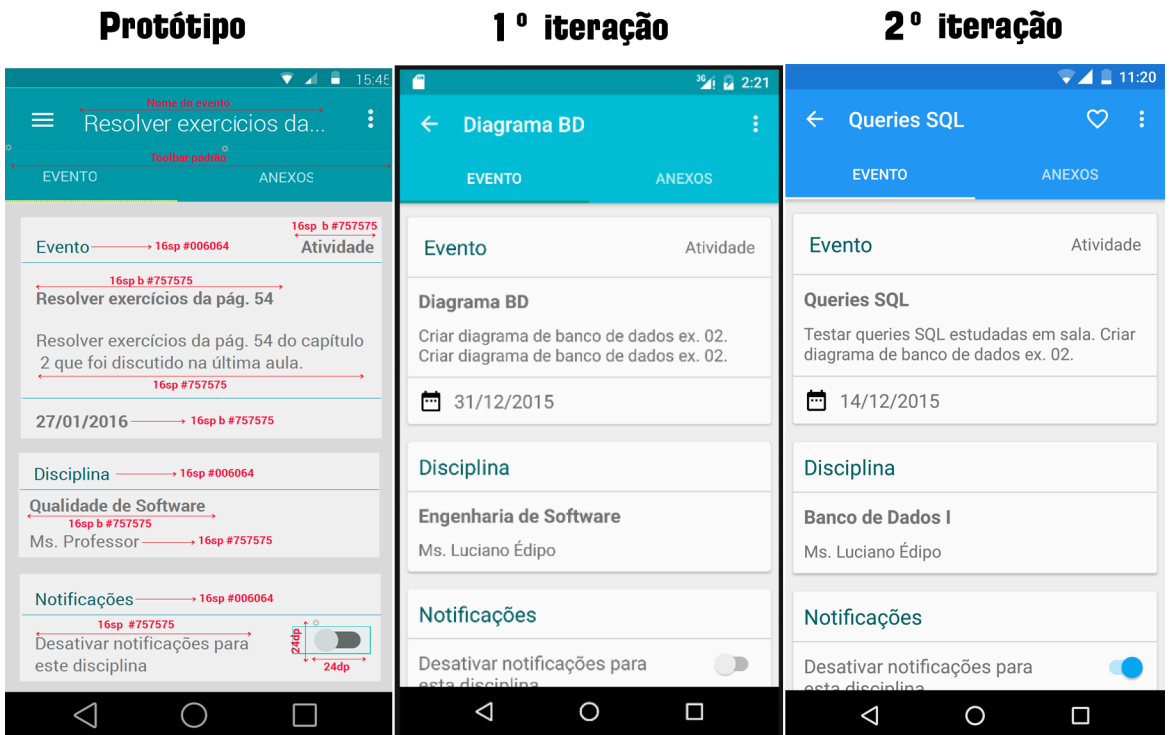 Protótipo
15:45
Nome do evento
Resolver exercícios da...
Toolbar padrão
EVENTO ANEXOS
16sp b #757575
Evento 16sp #006064 Atividade
16sp b #757575
Resolver exercícios da pág. 54
Resolver exercícios da pág. 54 do capítulo
2 que foi discutido na última aula.
16sp #757575
27/01/2016 16sp b #757575
Disciplina 16sp #006064
Qualidade de Software
16sp b #757575
Ms. Professor 16sp #757575
Notificações 16sp #006064
16sp #757575
Desativar notificações para
este disciplina
24dp
24dp
1º iteração
3G 2:21
Diagrama BD
EVENTO ANEXOS
Evento Atividade
Diagrama BD
Criar diagrama de banco de dados ex. 02.
Criar diagrama de banco de dados ex. 02.
31/12/2015
Disciplina
Engenharia de Software
Ms. Luciano Édipo
Notificações
Desativar notificações para
esta disciplina
2º iteração
11:20
Queries SQL
EVENTO ANEXOS
Evento Atividade
Queries SQL
Testar queries SQL estudadas em sala. Criar
diagrama de banco de dados ex. 02.
14/12/2015
Disciplina
Banco de Dados I
Ms. Luciano Édipo
Notificações
Desativar notificações para
esta disciplina